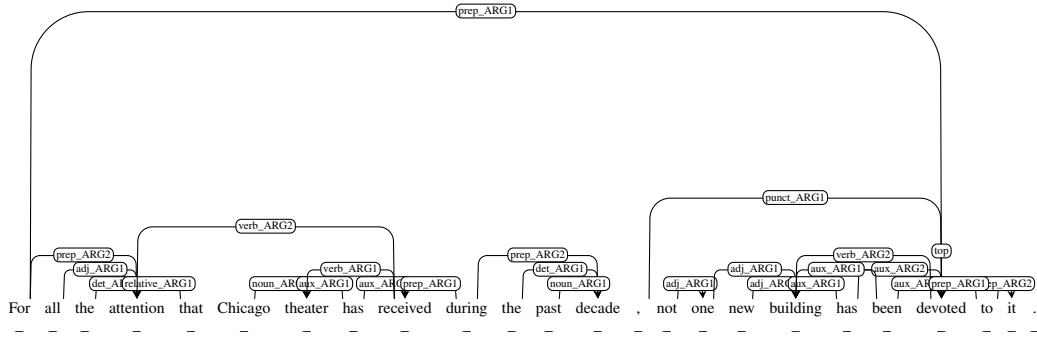 prep_ARG1
punct_ARG1
verb_ARG2
top
prep_ARG2 prep_ARG2 verb_ARG2
adj_ARG1 verb_ARG1 det_ARG1 adj_ARG1 aux_ARG1 aux_ARG2
relative_ARG1 aux_ARG1 prep_ARG1 noun_ARG1 adj_ARG1 aux_ARG1 prep_ARG1
For all the attention that Chicago theater has received during the past decade , not one new building has been devoted to it .
_ _ _ _ _ _ _ _ _ _ _ _ _ _ _ _ _ _ _ _ _ _ _ _